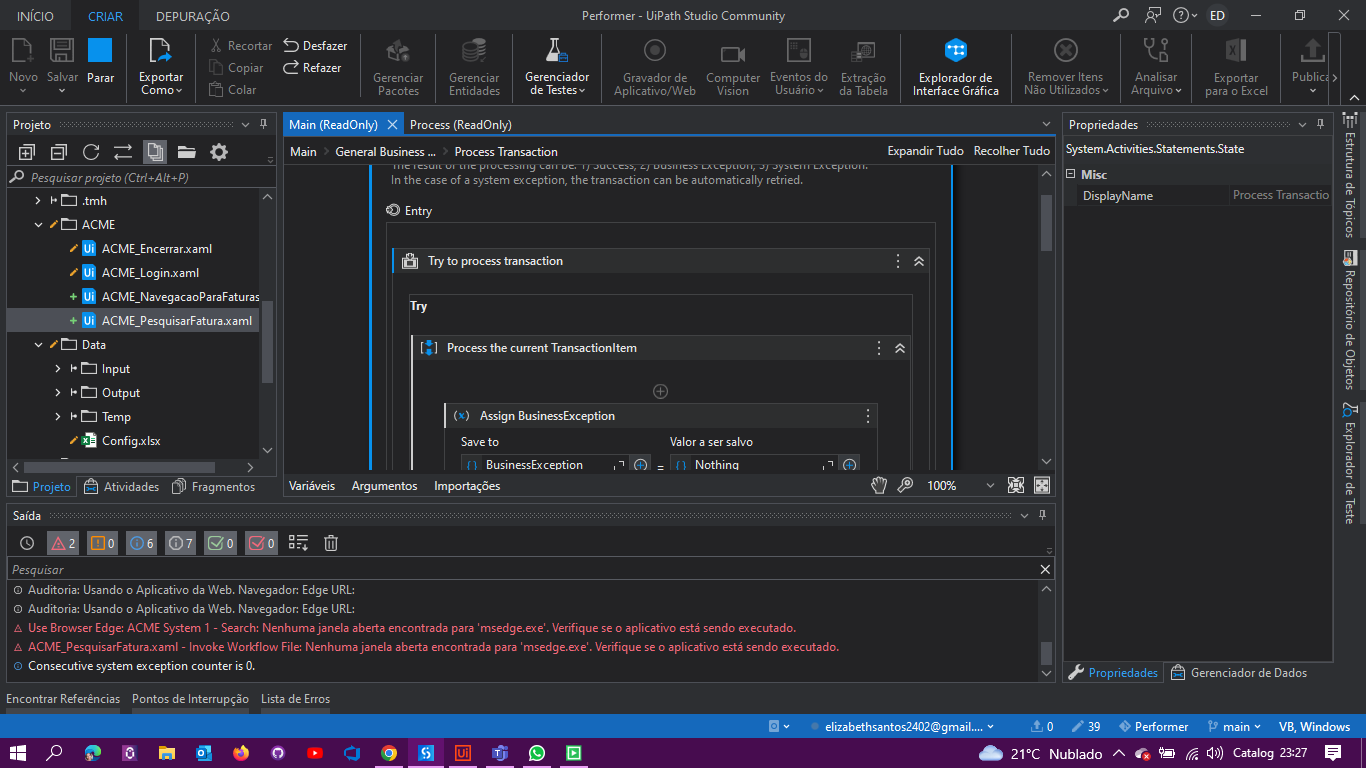 INÍCIO CRIAR DEPURAÇÃO Performer - UiPath Studio Community ED
Novo Salvar Parar Exportar Como Recortar Copiar Colar Desfazer Refazer Gerenciar Pacotes Gerenciar Entidades Gerenciador de Testes Gravador de Aplicativo/Web Computer Vision Eventos do Usuário Extração da Tabela Explorador de Interface Gráfica Remover Itens Não Utilizados Analisar Arquivo Exportar para o Excel Publica
Projeto
Pesquisar projeto (Ctrl+Alt+P)
.tmh
ACME
Ui ACME_Encerrar.xaml
Ui ACME_Login.xaml
Ui ACME_NavegacaoParaFaturas
Ui ACME_PesquisarFatura.xaml
Data
Input
Output
Temp
Config.xlsx
Projeto Atividades Fragmentos
Main (ReadOnly) Process (ReadOnly)
Main General Business ... Process Transaction Expandir Tudo Recolher Tudo
The result of the processing can be: 1) Success, 2) Business Exception, 3) System Exception.
In the case of a system exception, the transaction can be automatically retried.
Entry
Try to process transaction
Try
Process the current TransactionItem
(x) Assign BusinessException
Save to Valor a ser salvo
BusinessException = Nothing
Variáveis Argumentos Importações 100%
Propriedades
System.Activities.Statements.State
Misc
DisplayName Process Transactio
Propriedades Gerenciador de Dados
Estrutura de Tópicos
Repositório de Objetos
Explorador de Teste
Saída
2 0 6 7 0 0
Pesquisar
Auditoria: Usando o Aplicativo da Web. Navegador: Edge URL:
Auditoria: Usando o Aplicativo da Web. Navegador: Edge URL:
Use Browser Edge: ACME System 1 - Search: Nenhuma janela aberta encontrada para 'msedge.exe'. Verifique se o aplicativo está sendo executado.
ACME_PesquisarFatura.xaml - Invoke Workflow File: Nenhuma janela aberta encontrada para 'msedge.exe'. Verifique se o aplicativo está sendo executado.
Consecutive system exception counter is 0.
Encontrar Referências Pontos de Interrupção Lista de Erros
elizabethsantos2402@gmail.... 0 39 Performer main VB, Windows
Ui 21°C Nublado Catalog 23:27